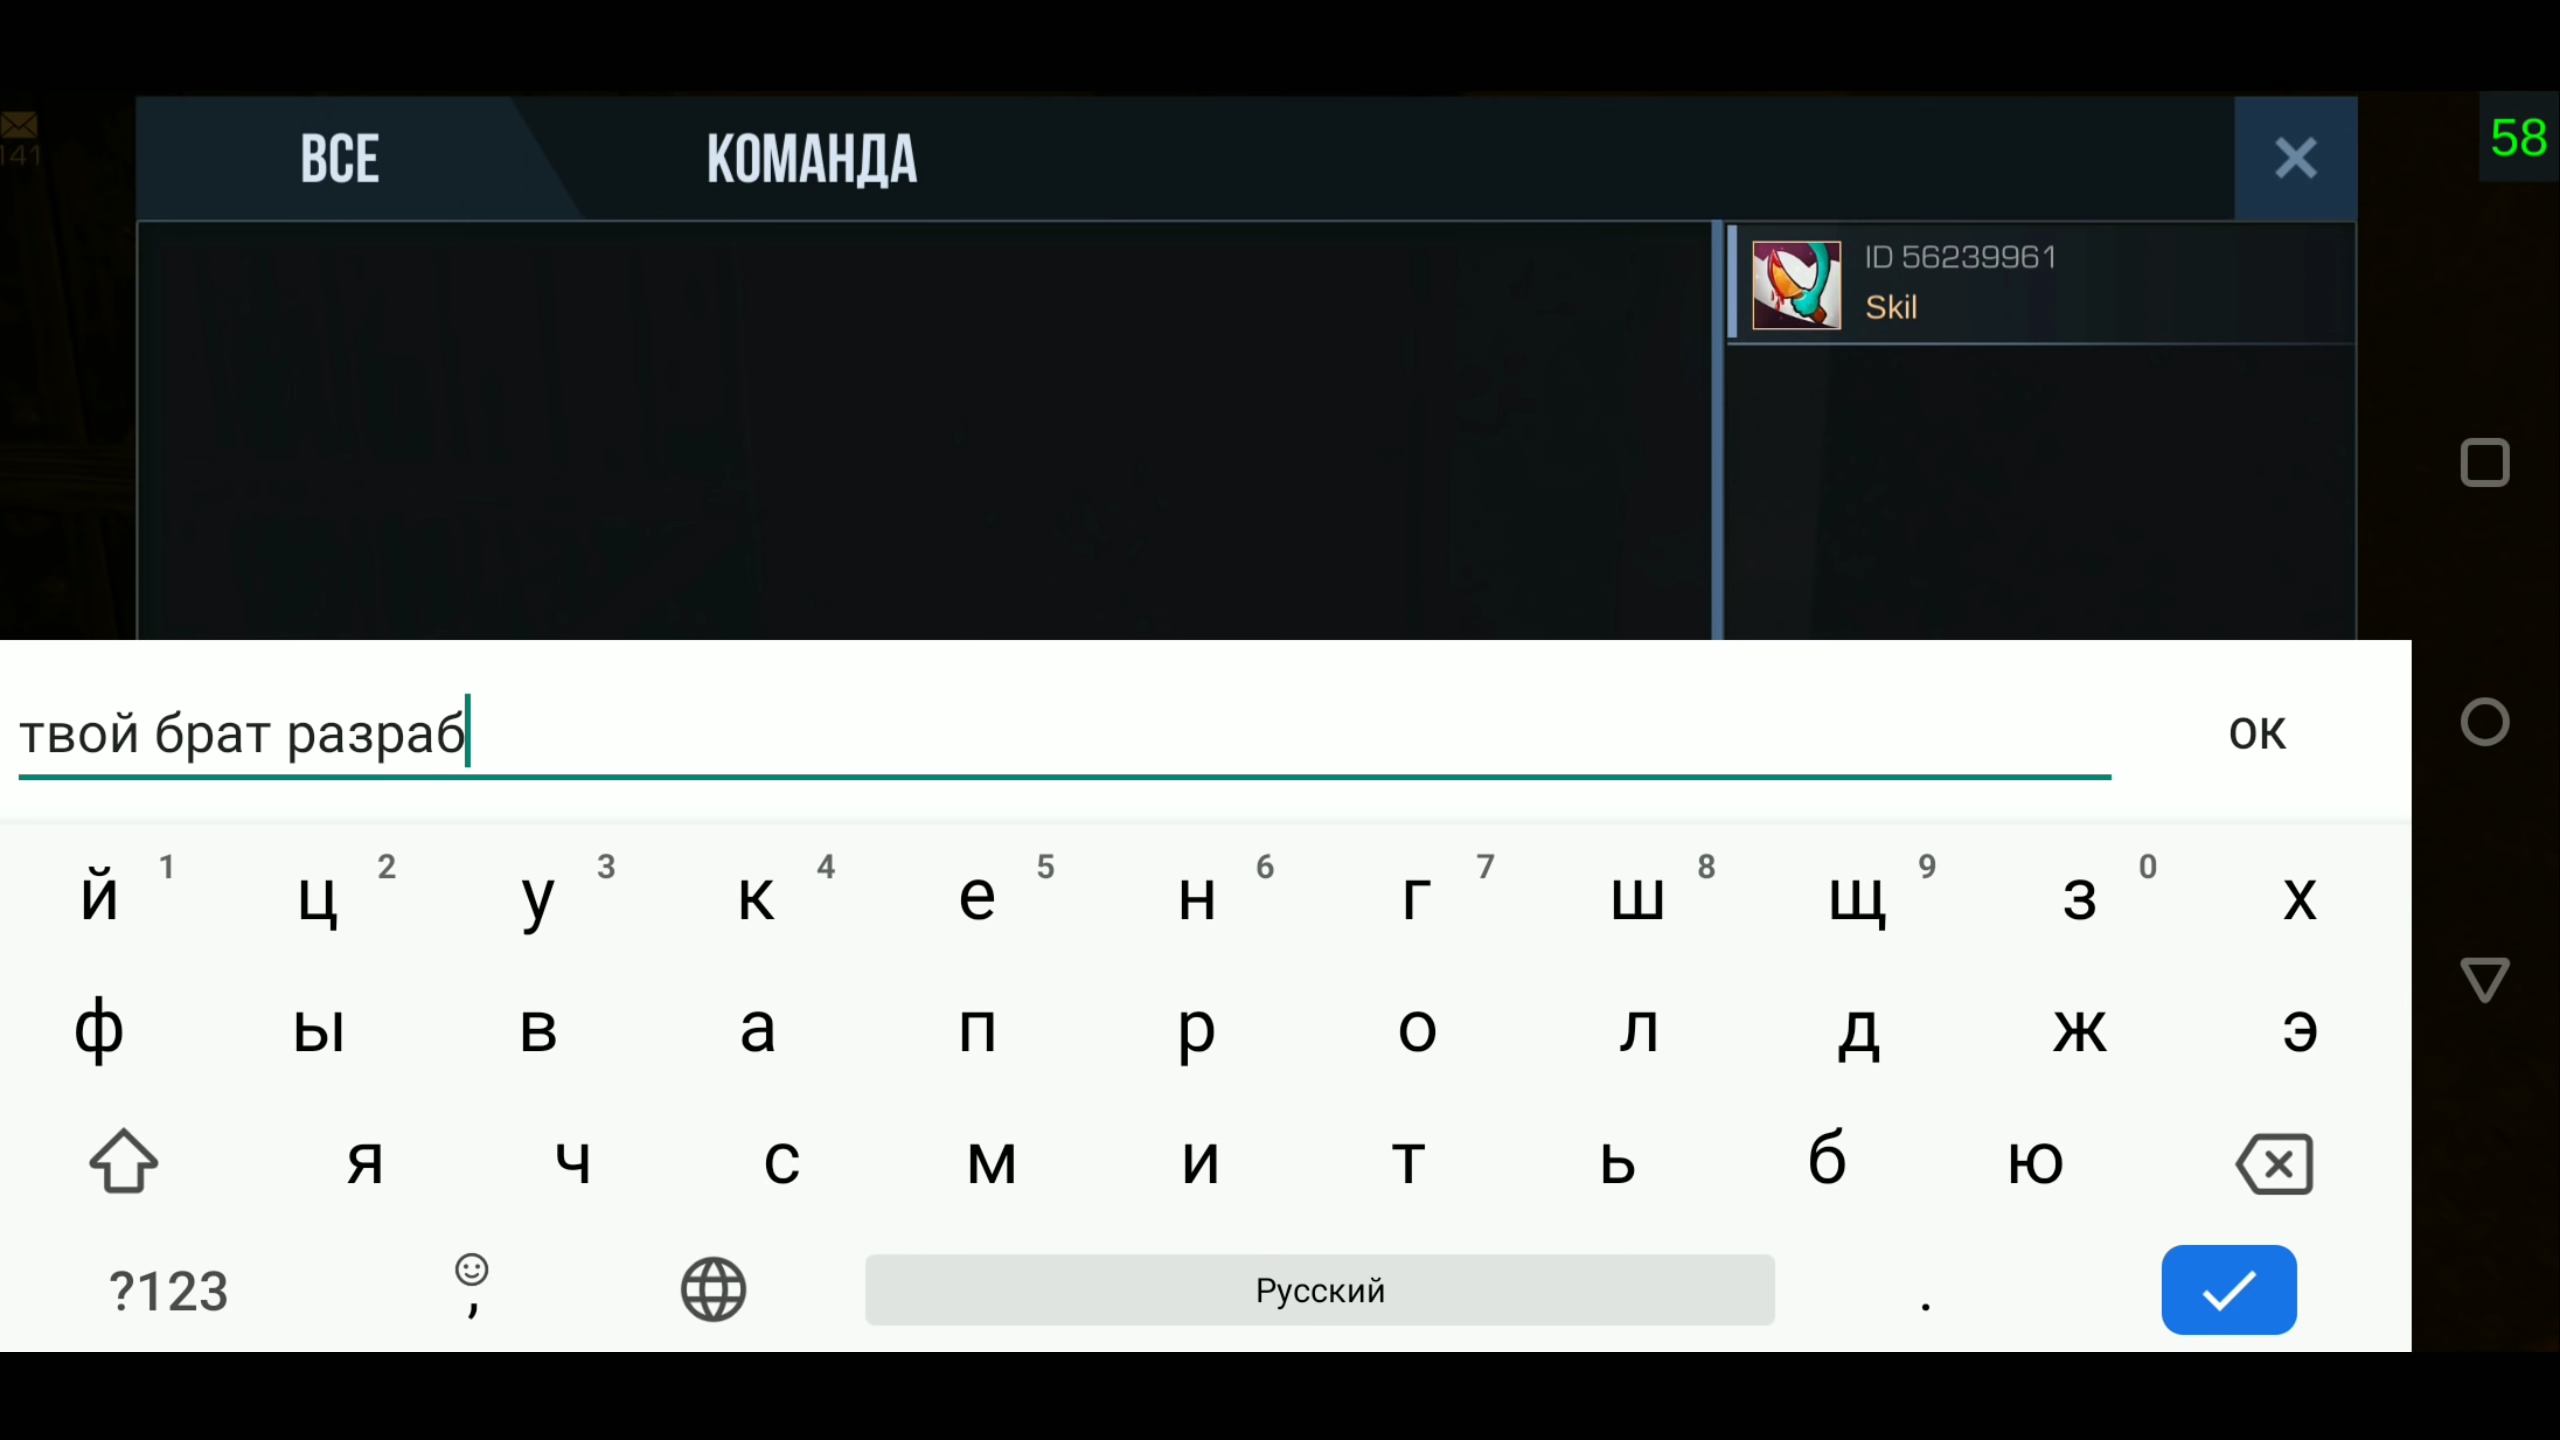 141
ВСЕ
КОМАНДА
58
ID 56239961
Skil
твой брат разраб
ОК
й 1 ц 2 у 3 к 4 е 5 н 6 г 7 ш 8 щ 9 з 0 х
ф ы в а п р о л д ж э
я ч с м и т ь б ю
?123 , Русский .